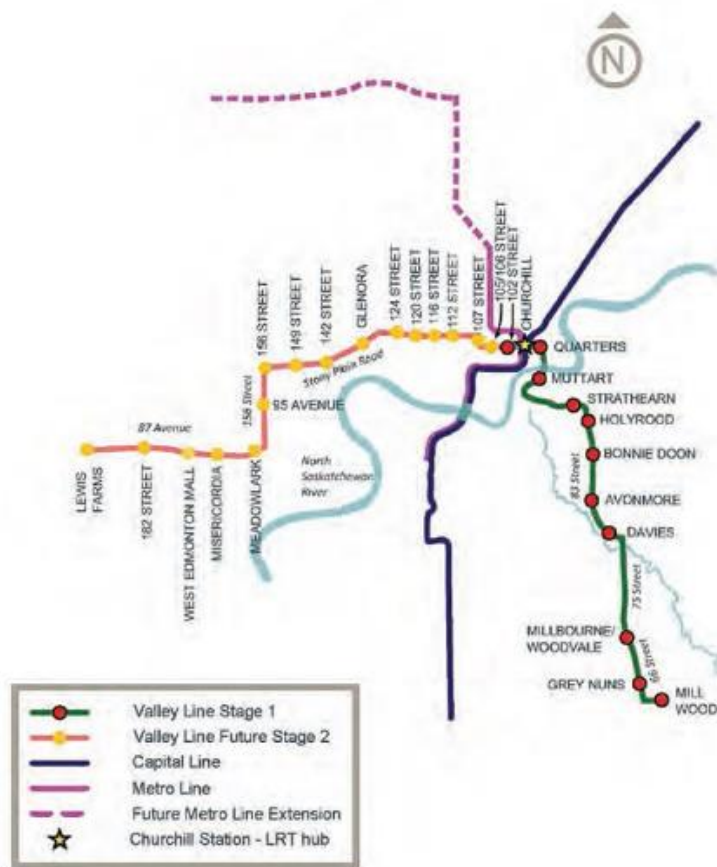 N
105/106 STREET
102 STREET
CHURCHILL
124 STREET
120 STREET
116 STREET
112 STREET
107 STREET
GLENORA
142 STREET
149 STREET
156 STREET
Stony Plain Road
QUARTERS
MUTTART
STRATHEARN
HOLYROOD
BONNIE DOON
AVONMORE
DAVIES
83 Street
95 AVENUE
156 Street
87 Avenue
North
Saskatchewan
River
LEWIS
FARMS
182 STREET
WEST EDMONTON MALL
MISERICORDIA
MEADOWLARK
75 Street
MILLBOURNE/
WOODVALE
66 Street
GREY NUNS
MILL
WOOD
Valley Line Stage 1
Valley Line Future Stage 2
Capital Line
Metro Line
Future Metro Line Extension
Churchill Station - LRT hub